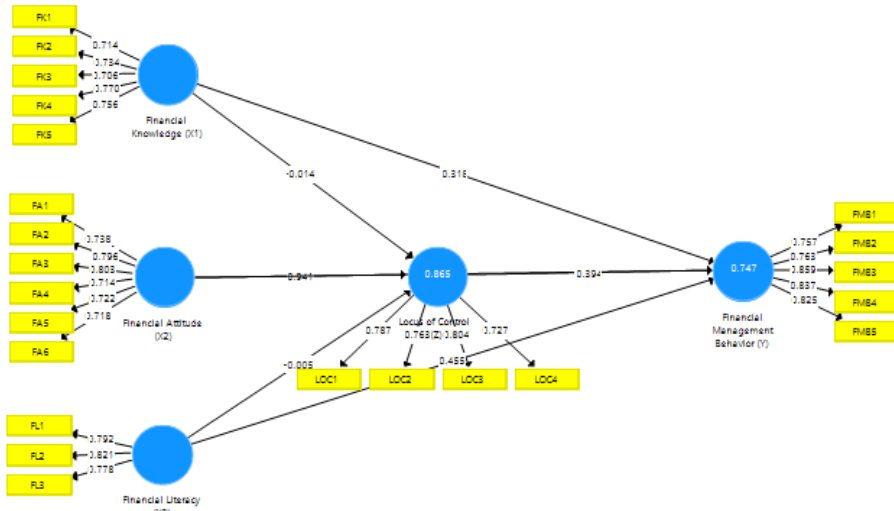 FK1
FK2
FK3
FK4
FK5
0.714
0.734
0.706
0.770
0.756
Financial
Knowledge (X1)
-0.014
0.318
FA1
FA2
FA3
FA4
FA5
FA6
0.738
0.796
0.803
0.714
0.722
0.718
Financial Attitude
(X2)
0.941
0.865
Locus of Control
(Z)
0.394
0.747
Financial
Management
Behavior (Y)
0.757
0.763
0.859
0.837
0.825
FMB1
FMB2
FMB3
FMB4
FMB5
0.787
0.763
0.804
0.727
-0.005
0.455
LOC1
LOC2
LOC3
LOC4
FL1
FL2
FL3
0.792
0.821
0.778
Financial Literacy